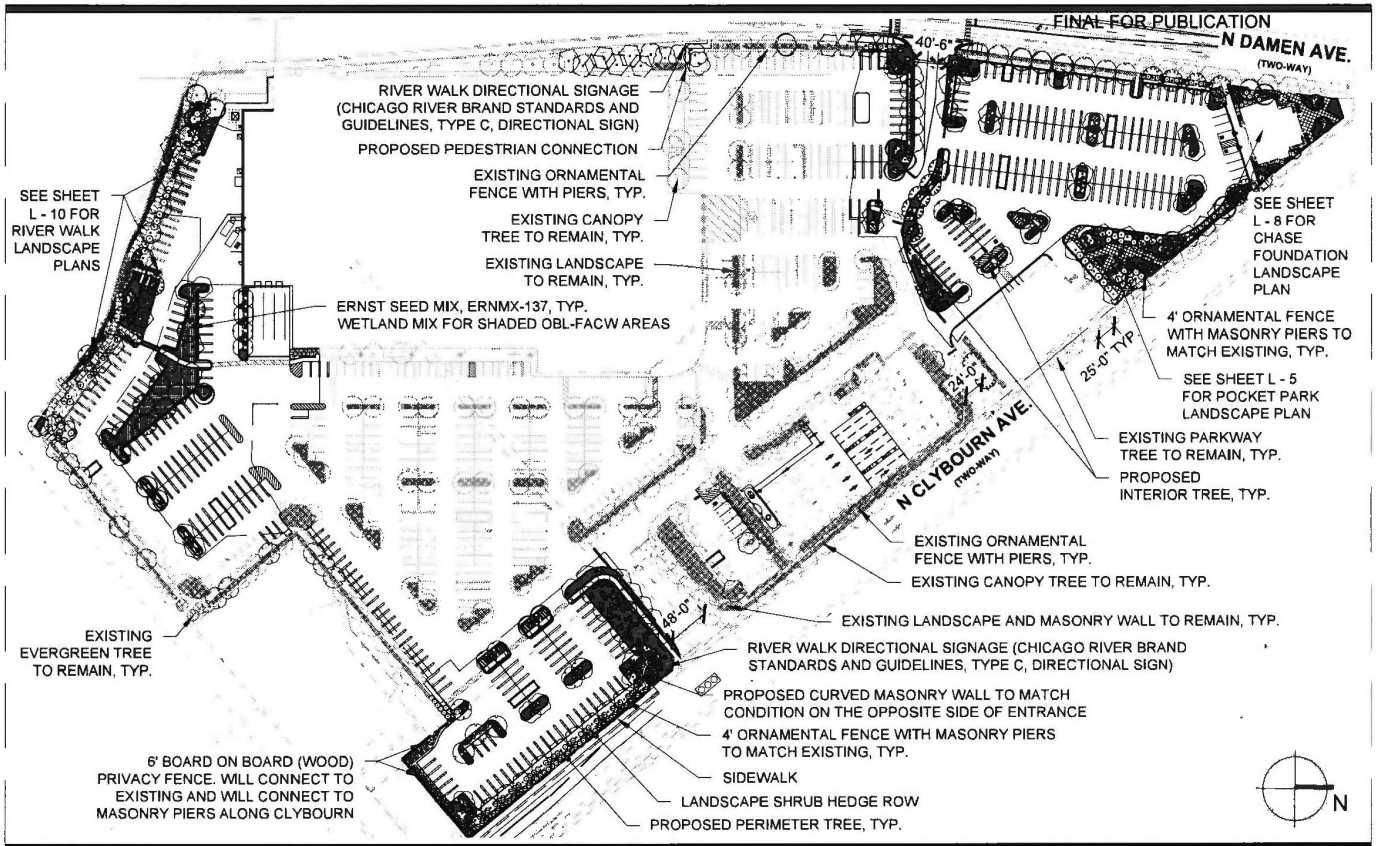 FINAL FOR PUBLICATION
N DAMEN AVE.
(TWO-WAY)
40'-6"
RIVER WALK DIRECTIONAL SIGNAGE
(CHICAGO RIVER BRAND STANDARDS AND
GUIDELINES, TYPE C, DIRECTIONAL SIGN)
PROPOSED PEDESTRIAN CONNECTION
EXISTING ORNAMENTAL
FENCE WITH PIERS, TYP.
EXISTING CANOPY
TREE TO REMAIN, TYP.
EXISTING LANDSCAPE
TO REMAIN, TYP.
ERNST SEED MIX, ERNMX-137, TYP.
WETLAND MIX FOR SHADED OBL-FACW AREAS
SEE SHEET
L - 10 FOR
RIVER WALK
LANDSCAPE
PLANS
SEE SHEET
L - 8 FOR
CHASE
FOUNDATION
LANDSCAPE
PLAN
4' ORNAMENTAL FENCE
WITH MASONRY PIERS TO
MATCH EXISTING, TYP.
25'-0" TYP
SEE SHEET L - 5
FOR POCKET PARK
LANDSCAPE PLAN
24'-0"
N CLYBOURN AVE.
(TWO-WAY)
EXISTING PARKWAY
TREE TO REMAIN, TYP.
PROPOSED
INTERIOR TREE, TYP.
EXISTING ORNAMENTAL
FENCE WITH PIERS, TYP.
EXISTING CANOPY TREE TO REMAIN, TYP.
48'-0"
EXISTING LANDSCAPE AND MASONRY WALL TO REMAIN, TYP.
RIVER WALK DIRECTIONAL SIGNAGE (CHICAGO RIVER BRAND
STANDARDS AND GUIDELINES, TYPE C, DIRECTIONAL SIGN)
PROPOSED CURVED MASONRY WALL TO MATCH
CONDITION ON THE OPPOSITE SIDE OF ENTRANCE
4' ORNAMENTAL FENCE WITH MASONRY PIERS
TO MATCH EXISTING, TYP.
SIDEWALK
LANDSCAPE SHRUB HEDGE ROW
PROPOSED PERIMETER TREE, TYP.
EXISTING
EVERGREEN TREE
TO REMAIN, TYP.
6' BOARD ON BOARD (WOOD)
PRIVACY FENCE. WILL CONNECT TO
EXISTING AND WILL CONNECT TO
MASONRY PIERS ALONG CLYBOURN
N